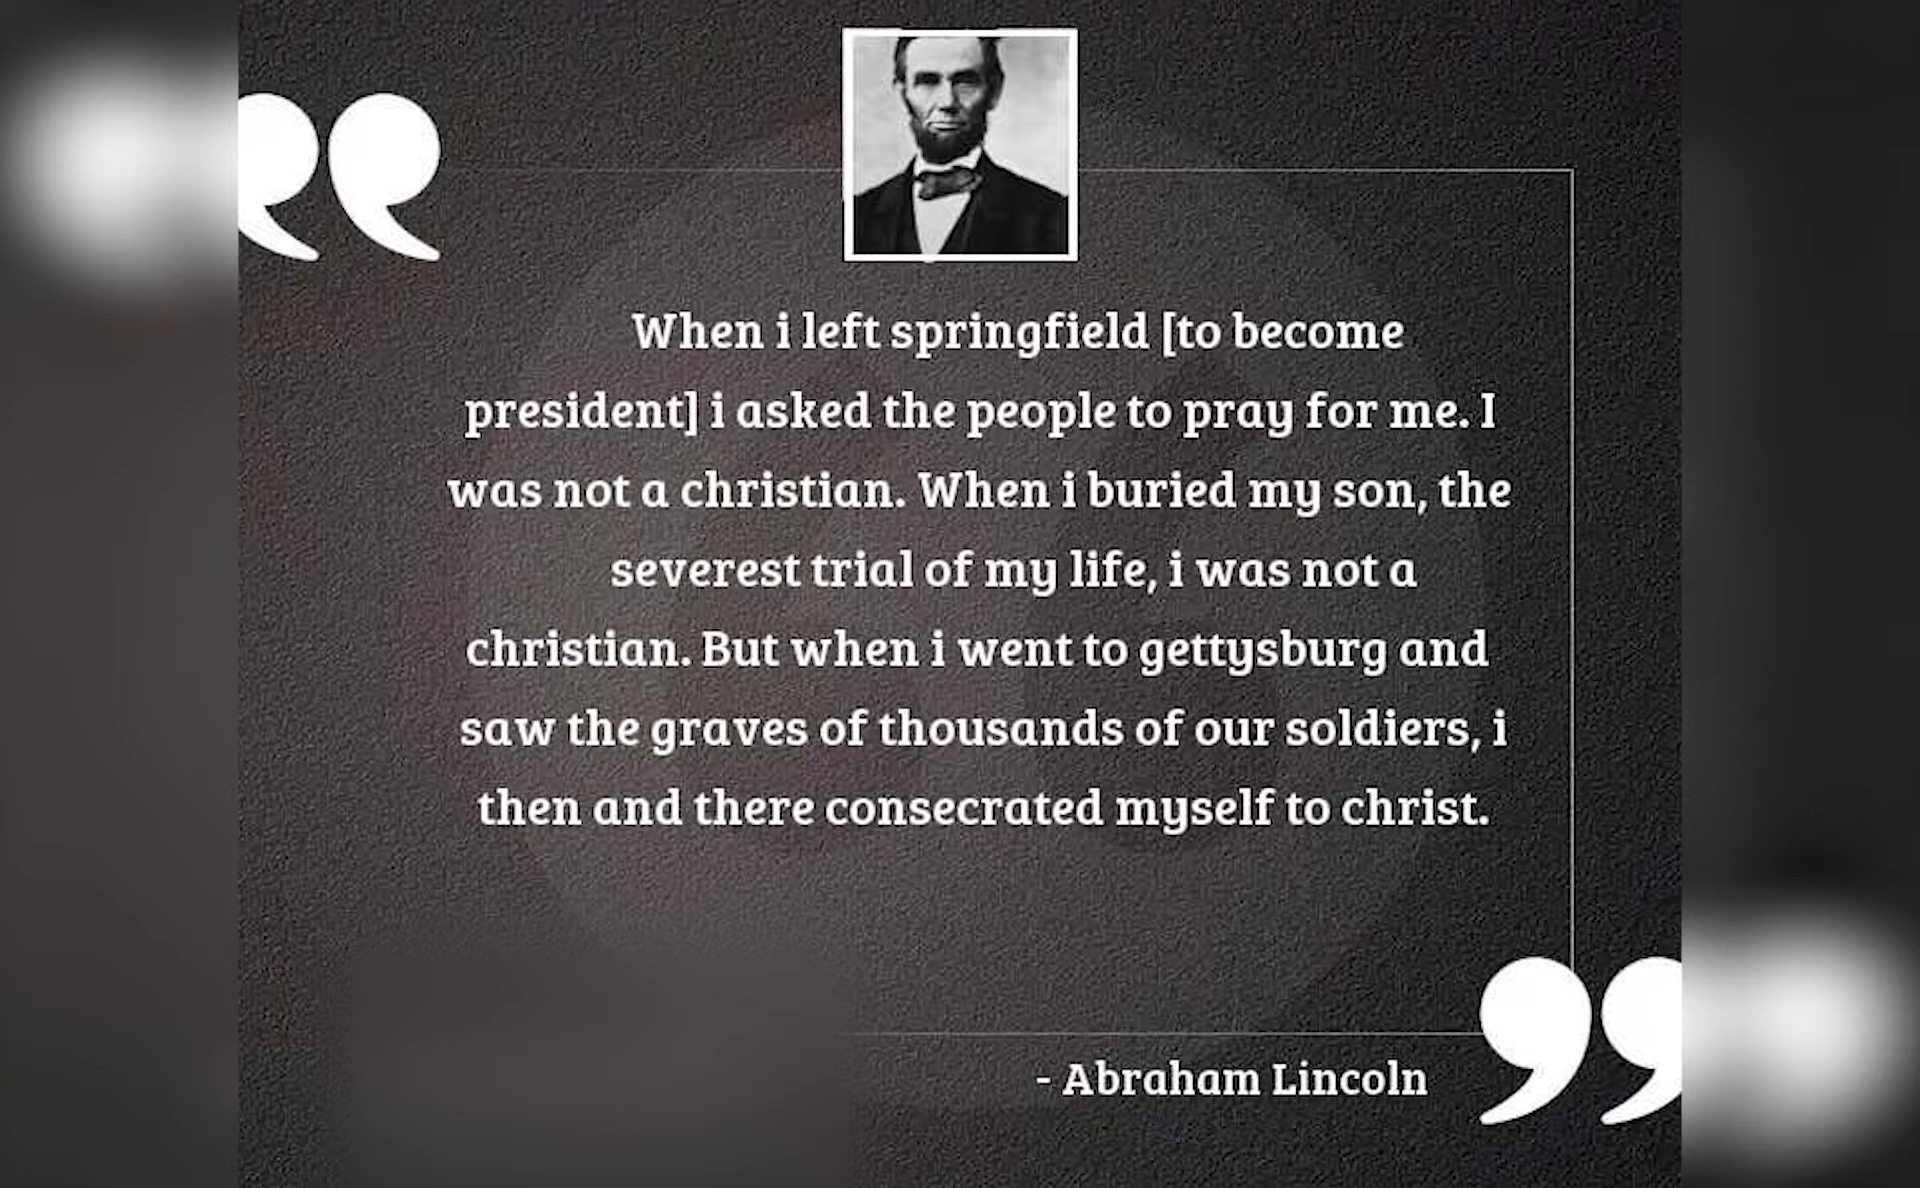 When i left springfield [to become
president] i asked the people to pray for me. I
was not a christian. When i buried my son, the
severest trial of my life, i was not a
christian. But when i went to gettysburg and
saw the graves of thousands of our soldiers, i
then and there consecrated myself to christ.
- Abraham Lincoln